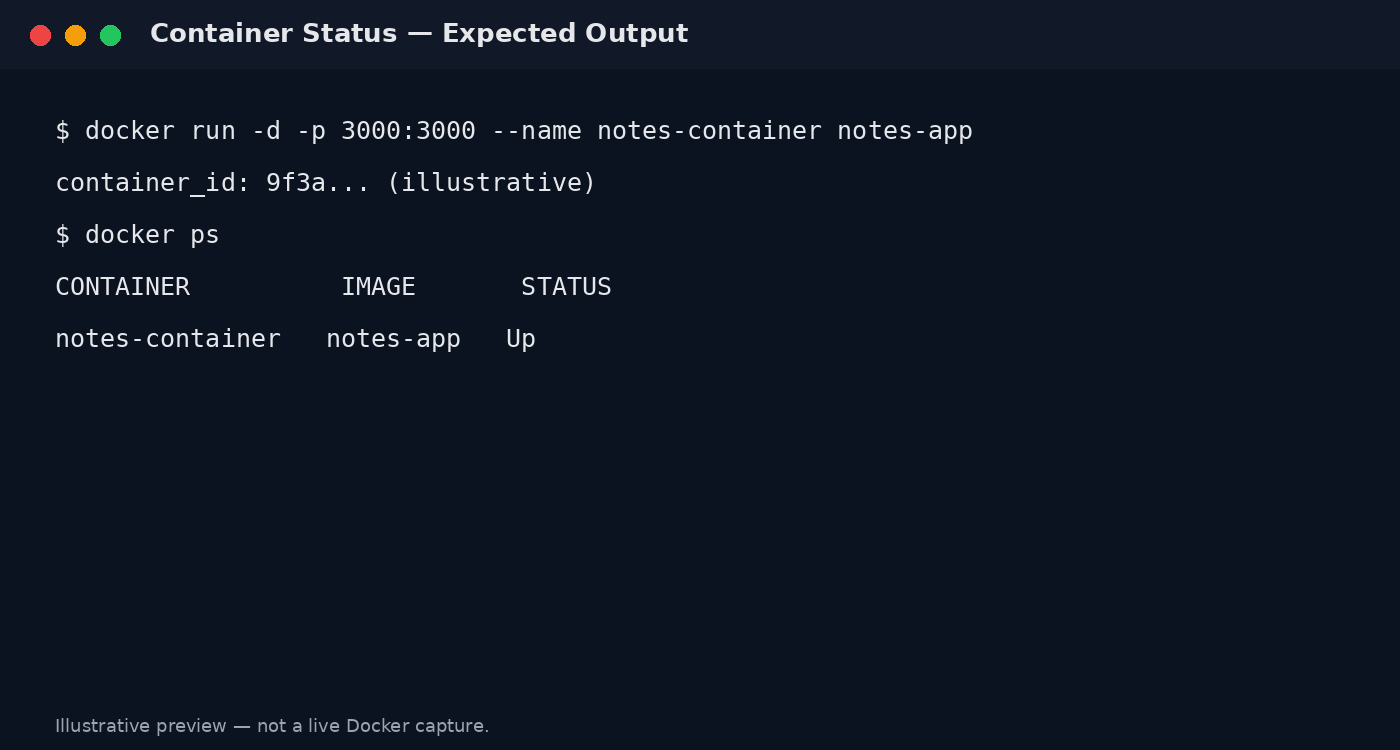 Container Status — Expected Output
$ docker run -d -p 3000:3000 --name notes-container notes-app
container_id: 9f3a... (illustrative)
$ docker ps
CONTAINER          IMAGE       STATUS
notes-container   notes-app   Up
Illustrative preview — not a live Docker capture.